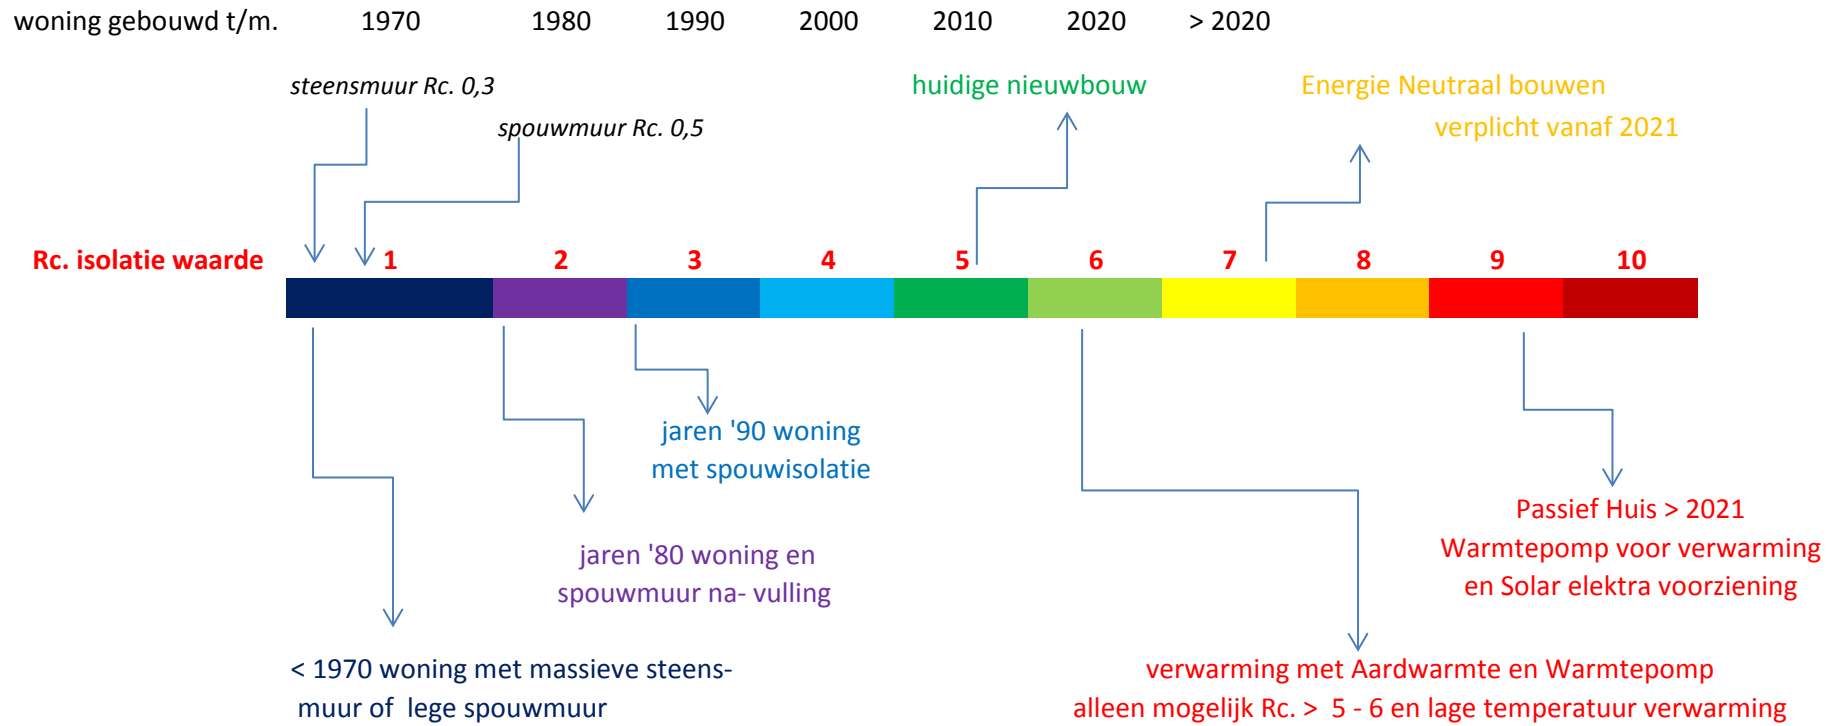 woning gebouwd t/m. 1970 1980 1990 2000 2010 2020 > 2020
steensmuur Rc. 0,3
spouwmuur Rc. 0,5
huidige nieuwbouw
Energie Neutraal bouwen
verplicht vanaf 2021
Rc. isolatie waarde 1 2 3 4 5 6 7 8 9 10
jaren '90 woning
met spouwisolatie
jaren '80 woning en
spouwmuur na- vulling
< 1970 woning met massieve steens-
muur of lege spouwmuur
Passief Huis > 2021
Warmtepomp voor verwarming
en Solar elektra voorziening
verwarming met Aardwarmte en Warmtepomp
alleen mogelijk Rc. > 5 - 6 en lage temperatuur verwarming